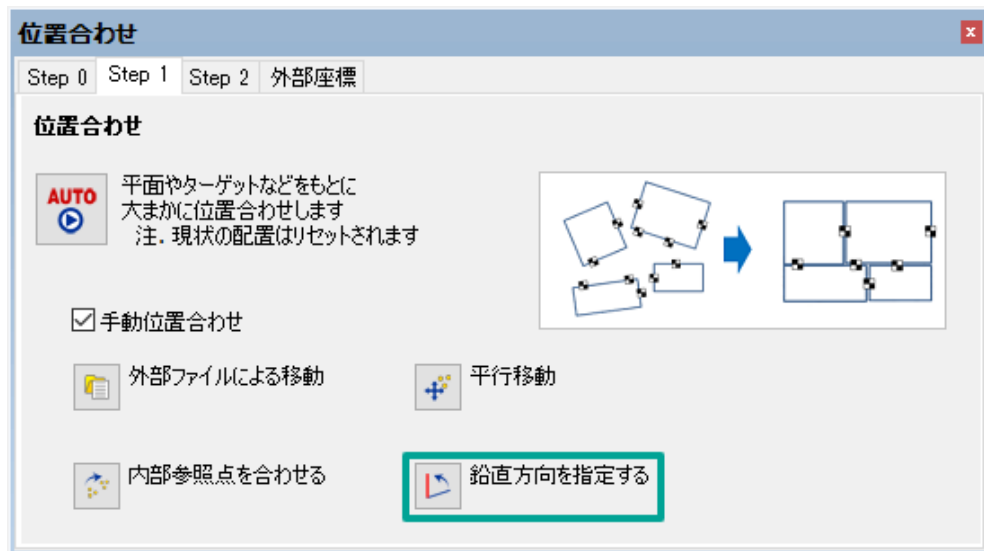 位置合わせ
x
Step 0 Step 1 Step 2 外部座標
位置合わせ
AUTO
平面やターゲットなどをもとに
大まかに位置合わせします
注. 現状の配置はリセットされます
手動位置合わせ
外部ファイルによる移動
平行移動
内部参照点を合わせる
鉛直方向を指定する